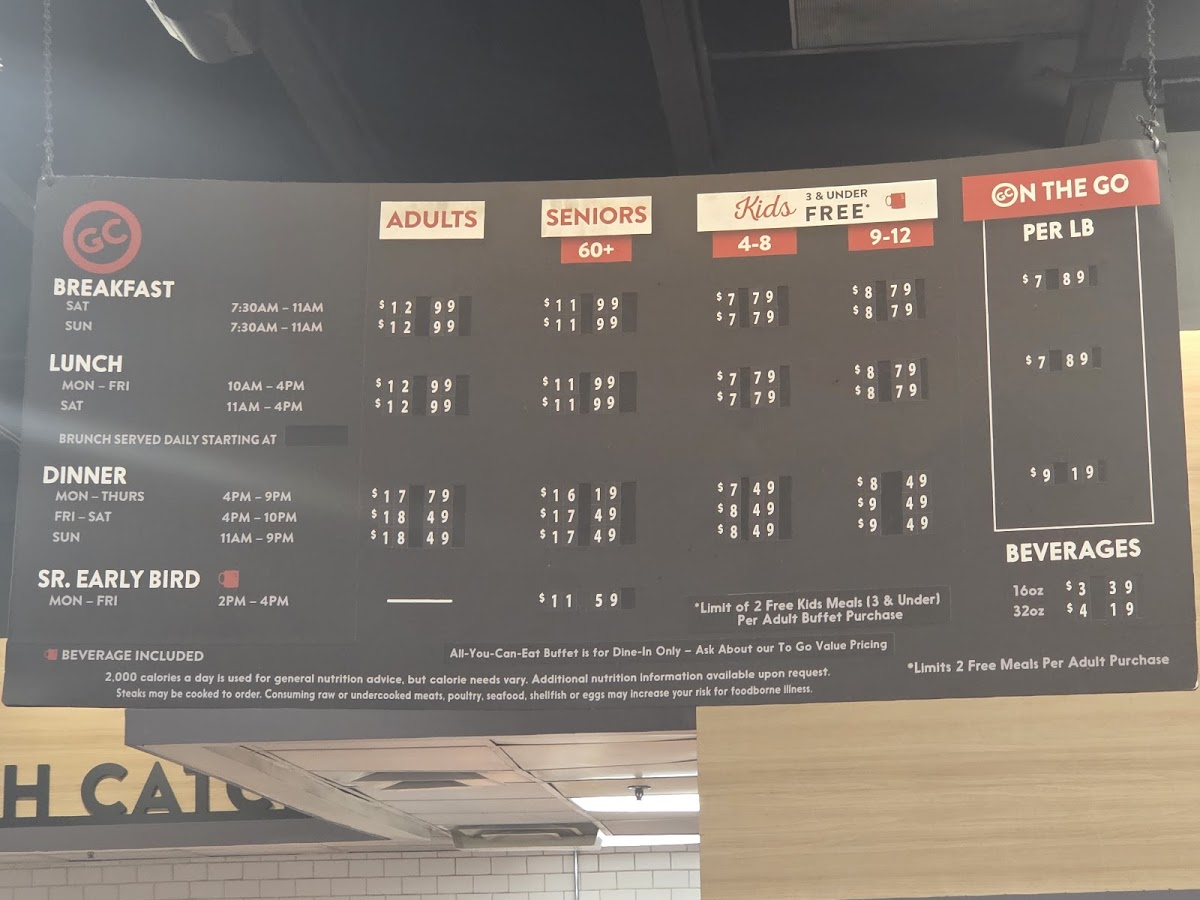 GC
ADULTS
SENIORS
60+
Kids 3 & UNDER FREE*
4-8
9-12
GC ON THE GO
PER LB
BREAKFAST
SAT 7:30AM – 11AM $12 99 $11 99 $7 79 $8 79 $7 89
SUN 7:30AM – 11AM $12 99 $11 99 $7 79 $8 79
LUNCH
MON – FRI 10AM – 4PM $12 99 $11 99 $7 79 $8 79 $7 89
SAT 11AM – 4PM $12 99 $11 99 $7 79 $8 79
BRUNCH SERVED DAILY STARTING AT
DINNER
MON – THURS 4PM – 9PM $17 79 $16 19 $7 49 $8 49 $9 19
FRI – SAT 4PM – 10PM $18 49 $17 49 $8 49 $9 49
SUN 11AM – 9PM $18 49 $17 49 $8 49 $9 49
BEVERAGES
16oz $3 39
32oz $4 19
SR. EARLY BIRD
MON – FRI 2PM – 4PM $11 59
*Limit of 2 Free Kids Meals (3 & Under)
Per Adult Buffet Purchase
BEVERAGE INCLUDED
All-You-Can-Eat Buffet is for Dine-In Only – Ask About our To Go Value Pricing
*Limits 2 Free Meals Per Adult Purchase
2,000 calories a day is used for general nutrition advice, but calorie needs vary. Additional nutrition information available upon request.
Steaks may be cooked to order. Consuming raw or undercooked meats, poultry, seafood, shellfish or eggs may increase your risk for foodborne illness.
H CATC